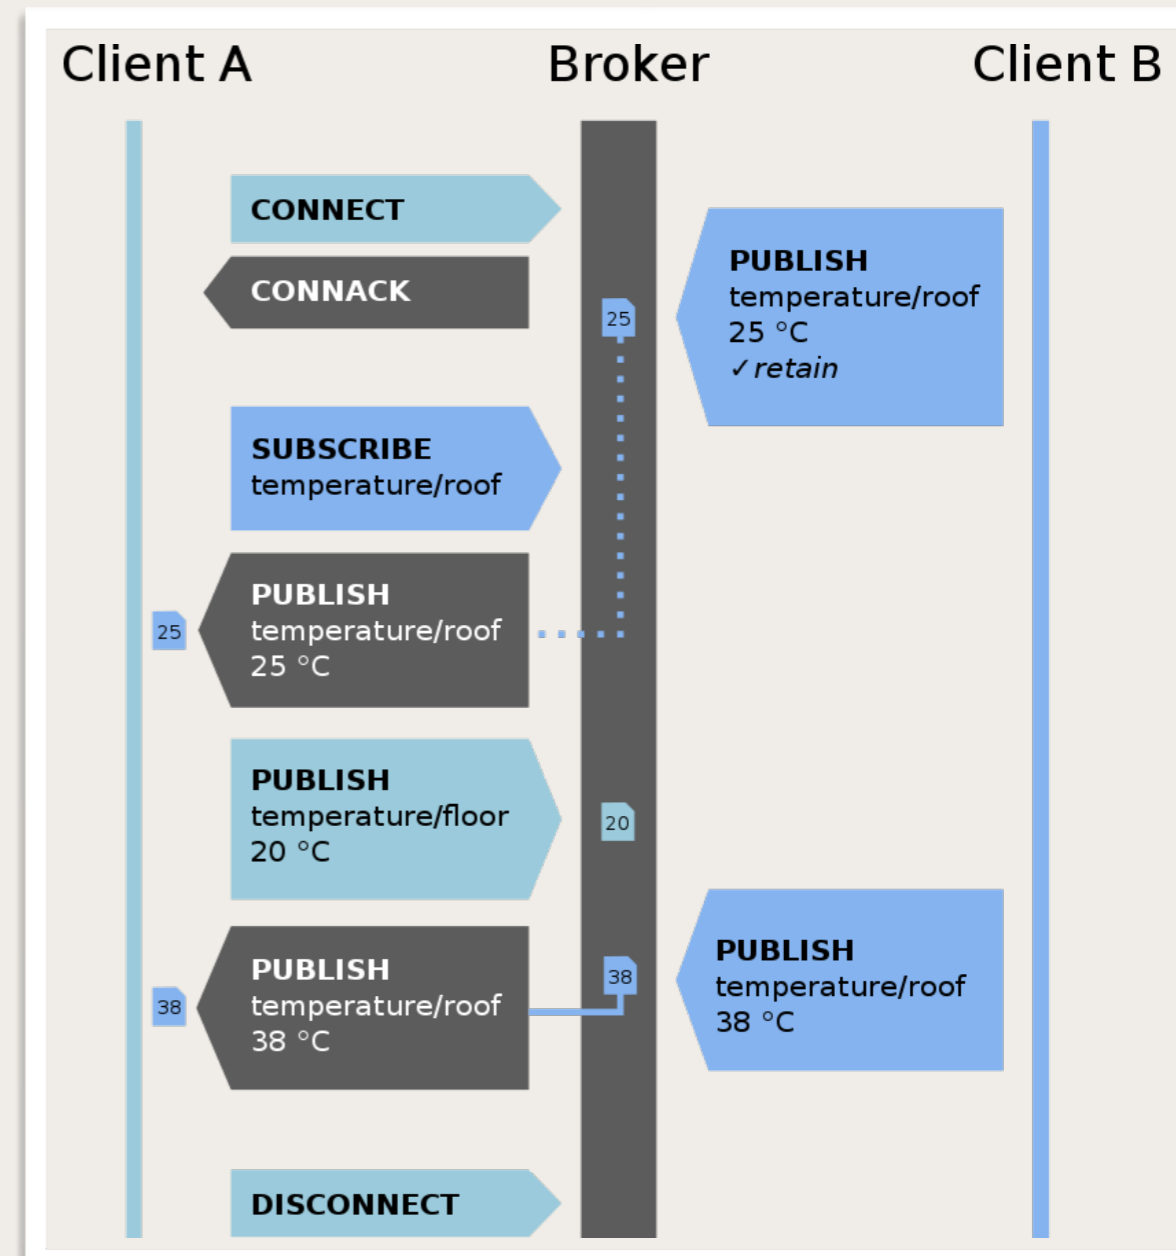 Client A
Broker
Client B
CONNECT
CONNACK
PUBLISH
temperature/roof
25 °C
✓retain
25
SUBSCRIBE
temperature/roof
25
PUBLISH
temperature/roof
25 °C
PUBLISH
temperature/floor
20 °C
20
38
PUBLISH
temperature/roof
38 °C
38
PUBLISH
temperature/roof
38 °C
DISCONNECT